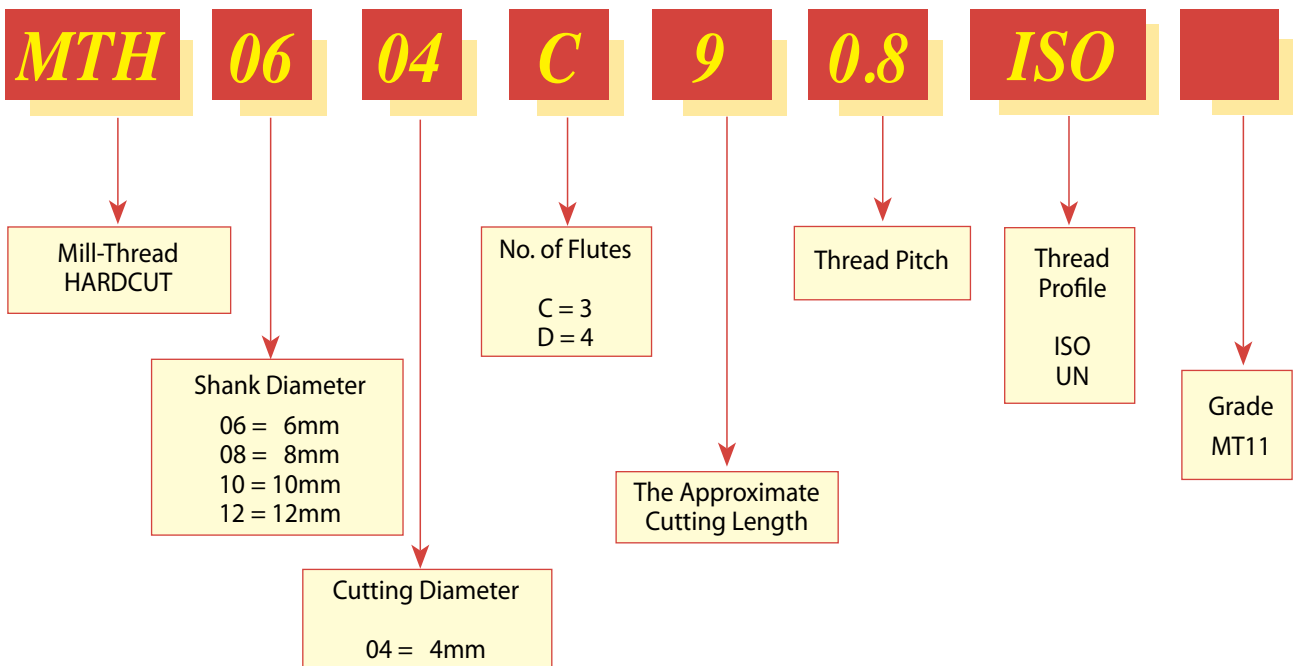 MTH 06 04 C 9 0.8 ISO
Mill-Thread
HARDCUT
Shank Diameter
06 = 6mm
08 = 8mm
10 = 10mm
12 = 12mm
Cutting Diameter
04 = 4mm
No. of Flutes
C = 3
D = 4
The Approximate
Cutting Length
Thread Pitch
Thread
Profile
ISO
UN
Grade
MT11